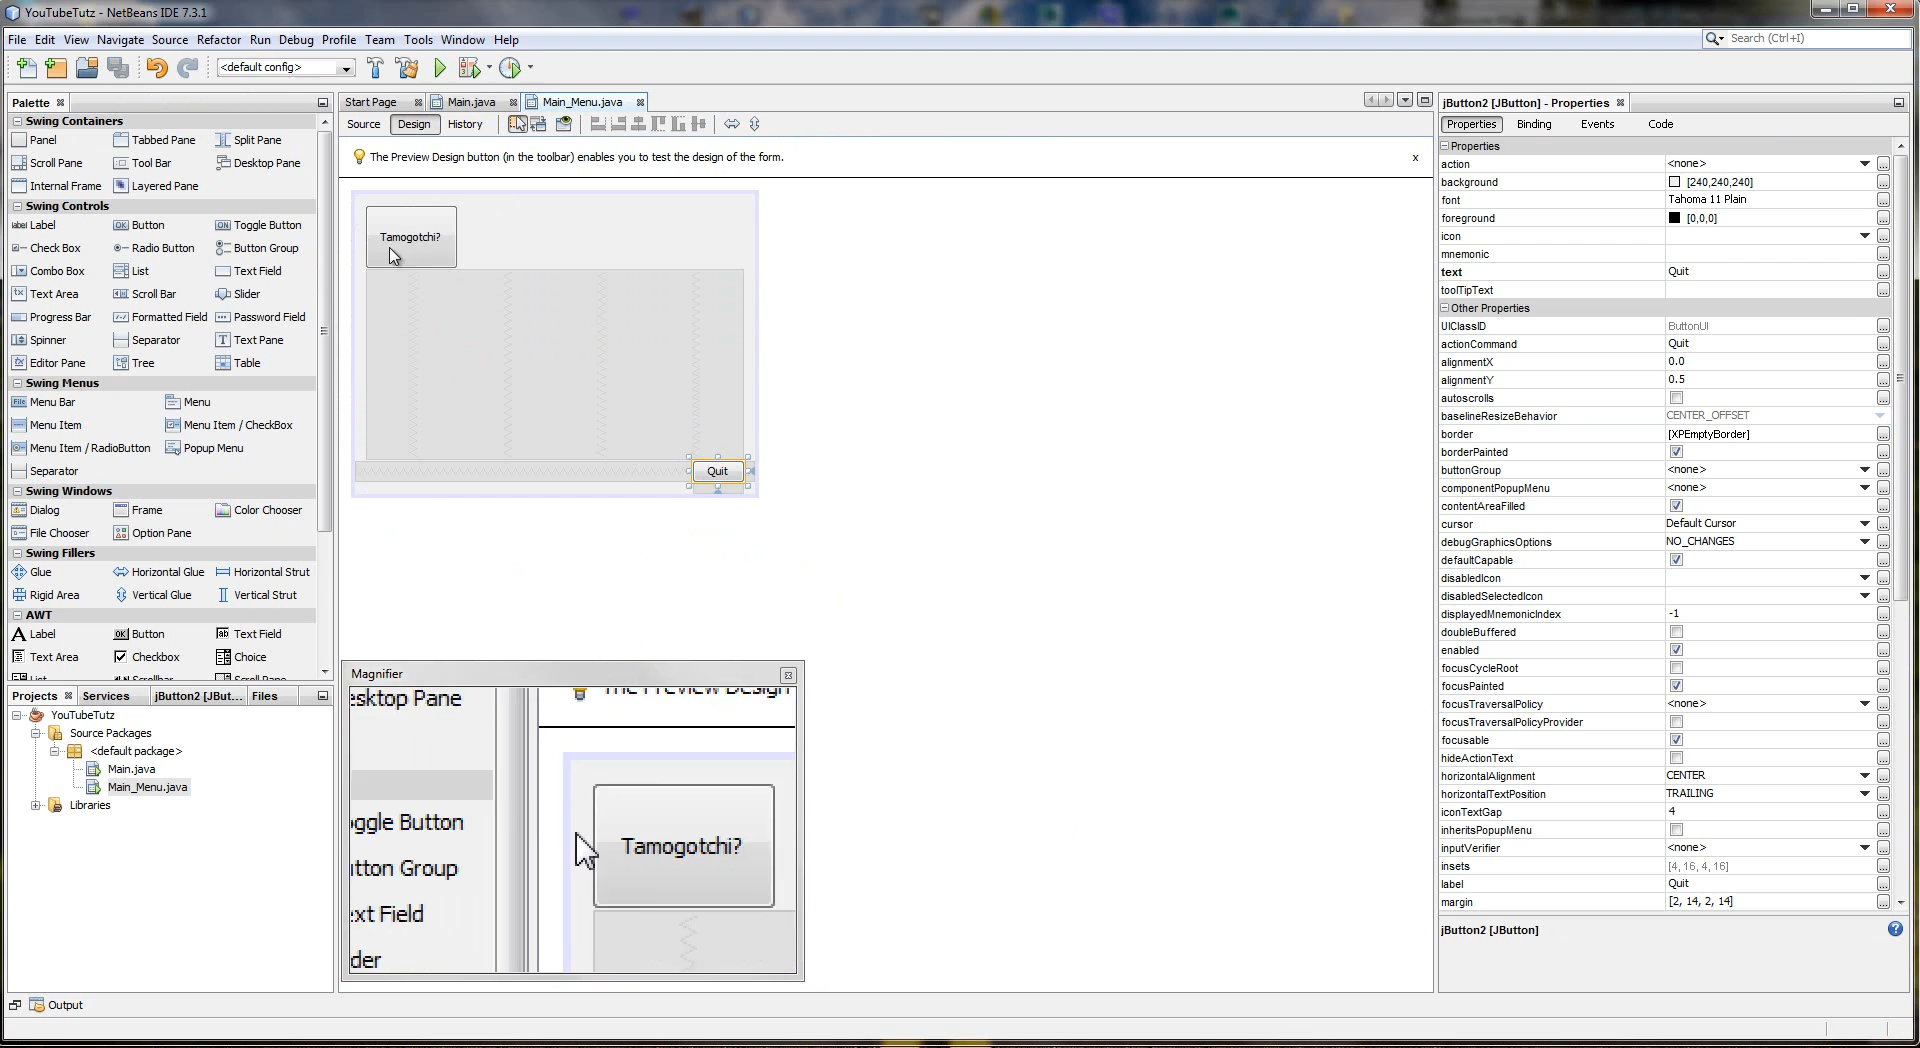 YouTubeTutz - NetBeans IDE 7.3.1
File Edit View Navigate Source Refactor Run Debug Profile Team Tools Window Help
Search (Ctrl+I)
<default config>
Palette
Swing Containers
Panel Tabbed Pane Split Pane
Scroll Pane Tool Bar Desktop Pane
Internal Frame Layered Pane
Swing Controls
label Label OK Button ON Toggle Button
Check Box Radio Button Button Group
Combo Box List Text Field
Text Area Scroll Bar Slider
Progress Bar Formatted Field Password Field
Spinner Separator Text Pane
Editor Pane Tree Table
Swing Menus
File Menu Bar Menu
Menu Item Menu Item / CheckBox
Menu Item / RadioButton Popup Menu
Separator
Swing Windows
Dialog Frame Color Chooser
File Chooser Option Pane
Swing Fillers
Glue Horizontal Glue Horizontal Strut
Rigid Area Vertical Glue Vertical Strut
AWT
A Label OK Button ab Text Field
Text Area Checkbox Choice
List Scrollbar Scroll Pane
Projects Services jButton2 [JBut... Files
YouTubeTutz
Source Packages
<default package>
Main.java
Main_Menu.java
Libraries
Output
Start Page Main.java Main_Menu.java
Source Design History
The Preview Design button (in the toolbar) enables you to test the design of the form. x
Tamogotchi?
Quit
Magnifier
The Preview Design
esktop Pane
oggle Button
utton Group
ext Field
der
Tamogotchi?
jButton2 [JButton] - Properties
Properties Binding Events Code
Properties
action <none>
background [240,240,240]
font Tahoma 11 Plain
foreground [0,0,0]
icon
mnemonic
text Quit
toolTipText
Other Properties
UIClassID ButtonUI
actionCommand Quit
alignmentX 0.0
alignmentY 0.5
autoscrolls
baselineResizeBehavior CENTER_OFFSET
border [XPEmptyBorder]
borderPainted
buttonGroup <none>
componentPopupMenu <none>
contentAreaFilled
cursor Default Cursor
debugGraphicsOptions NO_CHANGES
defaultCapable
disabledIcon
disabledSelectedIcon
displayedMnemonicIndex -1
doubleBuffered
enabled
focusCycleRoot
focusPainted
focusTraversalPolicy <none>
focusTraversalPolicyProvider
focusable
hideActionText
horizontalAlignment CENTER
horizontalTextPosition TRAILING
iconTextGap 4
inheritsPopupMenu
inputVerifier <none>
insets [4, 16, 4, 16]
label Quit
margin [2, 14, 2, 14]
jButton2 [JButton]